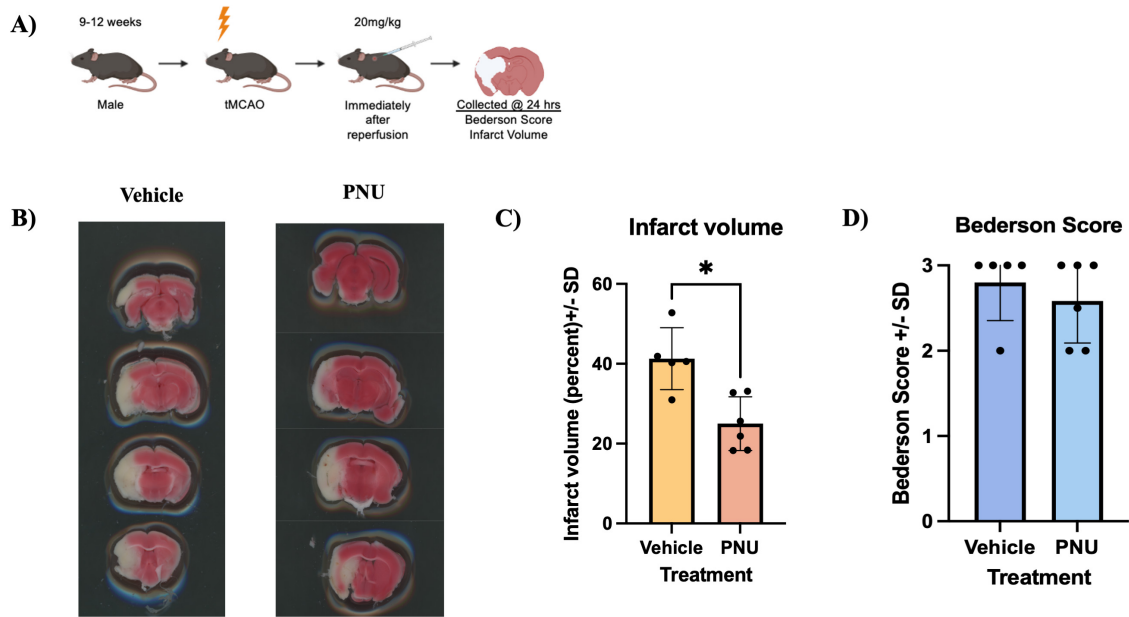 A)
9-12 weeks
20mg/kg
Male
tMCAO
Immediately
after
reperfusion
Collected @ 24 hrs
Bederson Score
Infarct Volume
B)
Vehicle
PNU
C)
Infarct volume
*
Infarct volume (percent)+/- SD
60
40
20
0
Vehicle
PNU
Treatment
D)
Bederson Score
Bederson Score +/- SD
3
2
1
0
Vehicle
PNU
Treatment